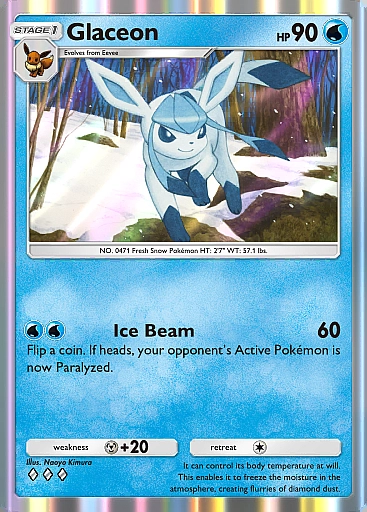 STAGE 1 Glaceon HP 90
Evolves from Eevee
NO. 0471 Fresh Snow Pokémon HT: 2'7" WT: 57.1 lbs.
Ice Beam 60
Flip a coin. If heads, your opponent's Active Pokémon is
now Paralyzed.
weakness +20 retreat
Illus. Naoyo Kimura
It can control its body temperature at will.
This enables it to freeze the moisture in the
atmosphere, creating flurries of diamond dust.